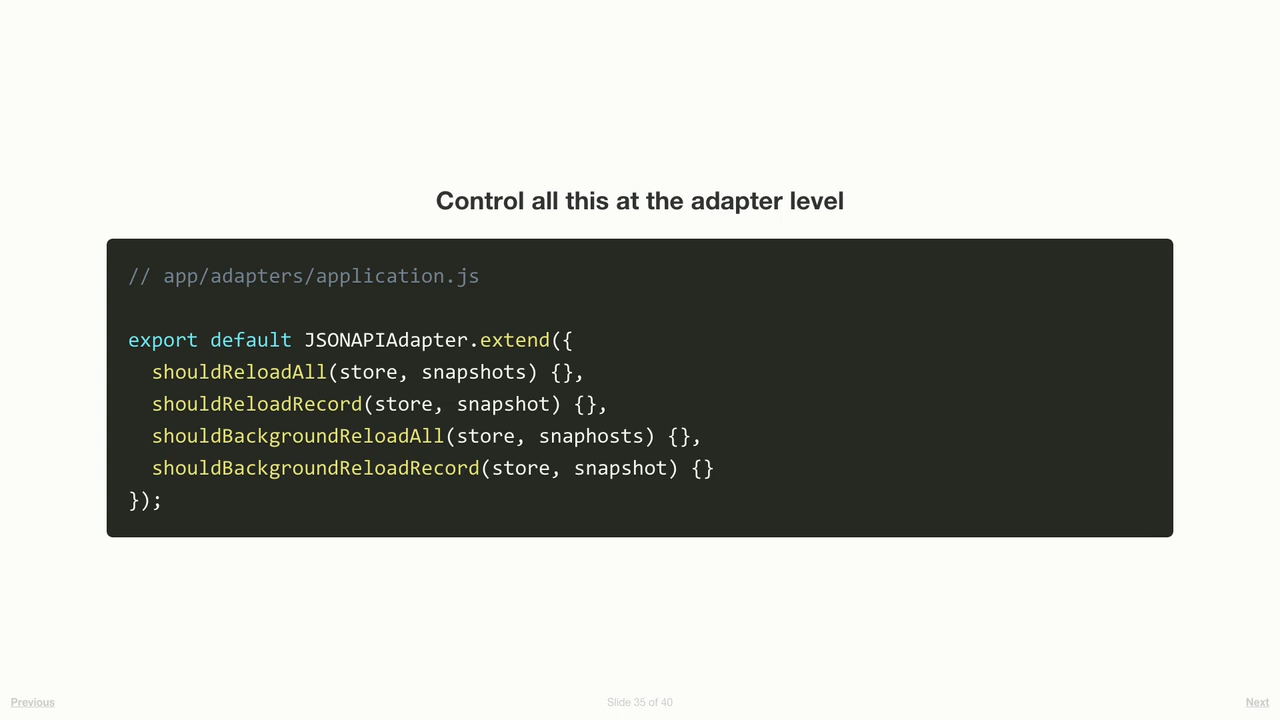 Control all this at the adapter level
// app/adapters/application.js
export default JSONAPIAdapter.extend({
  shouldReloadAll(store, snapshots) {},
  shouldReloadRecord(store, snapshot) {},
  shouldBackgroundReloadAll(store, snaphosts) {},
  shouldBackgroundReloadRecord(store, snapshot) {}
});
Previous
Slide 35 of 40
Next